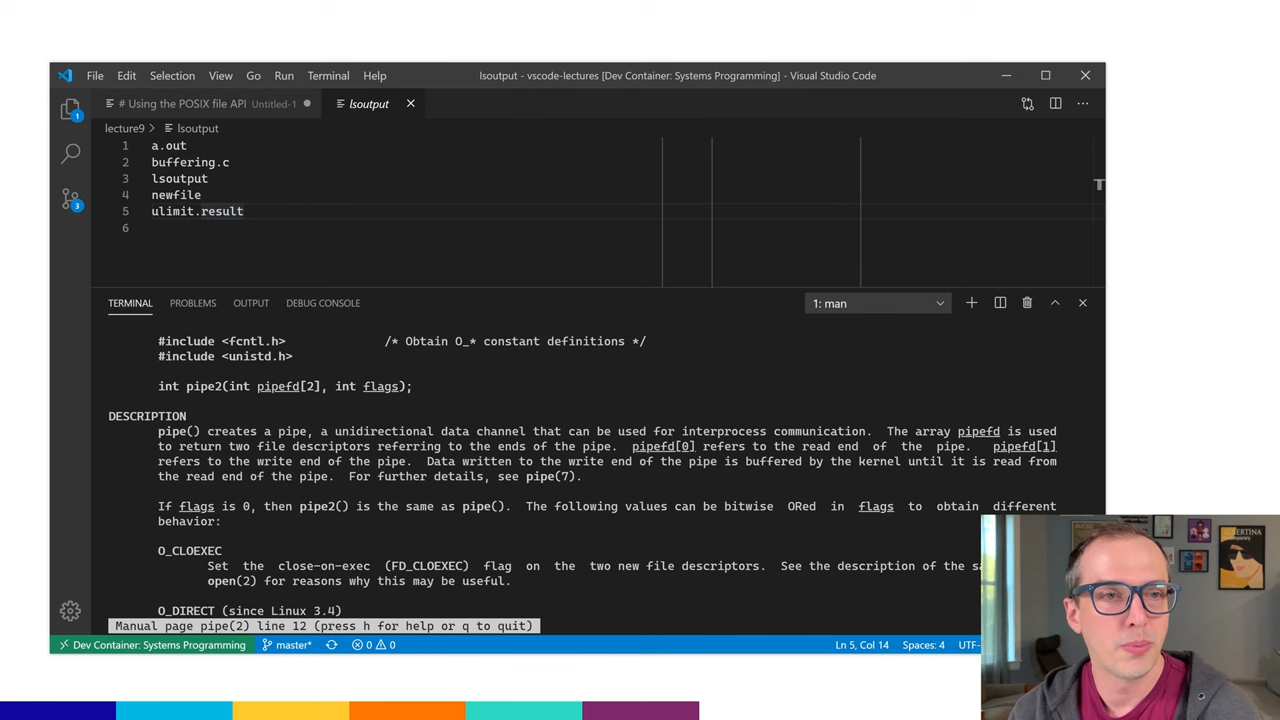 File Edit Selection View Go Run Terminal Help
lsoutput - vscode-lectures [Dev Container: Systems Programming] - Visual Studio Code
# Using the POSIX file API Untitled-1
lsoutput
lecture9 > lsoutput
1 a.out
2 buffering.c
3 lsoutput
4 newfile
5 ulimit.result
6
TERMINAL PROBLEMS OUTPUT DEBUG CONSOLE
1: man
#include <fcntl.h> /* Obtain O_* constant definitions */
#include <unistd.h>
int pipe2(int pipefd[2], int flags);
DESCRIPTION
pipe() creates a pipe, a unidirectional data channel that can be used for interprocess communication. The array pipefd is used
to return two file descriptors referring to the ends of the pipe. pipefd[0] refers to the read end of the pipe. pipefd[1]
refers to the write end of the pipe. Data written to the write end of the pipe is buffered by the kernel until it is read from
the read end of the pipe. For further details, see pipe(7).
If flags is 0, then pipe2() is the same as pipe(). The following values can be bitwise ORed in flags to obtain different
behavior:
O_CLOEXEC
Set the close-on-exec (FD_CLOEXEC) flag on the two new file descriptors. See the description of the
open(2) for reasons why this may be useful.
O_DIRECT (since Linux 3.4)
Manual page pipe(2) line 12 (press h for help or q to quit)
Dev Container: Systems Programming master* 0 0
Ln 5, Col 14 Spaces: 4 UTF-
1
3
ALBERTINA